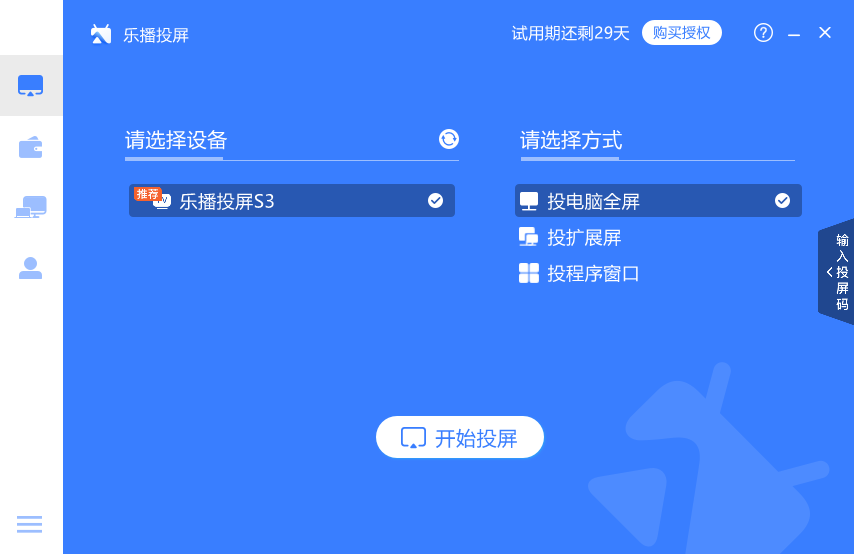 乐播投屏
试用期还剩29天
购买授权
请选择设备
请选择方式
推荐
乐播投屏S3
投电脑全屏
投扩展屏
投程序窗口
输入投屏码
开始投屏